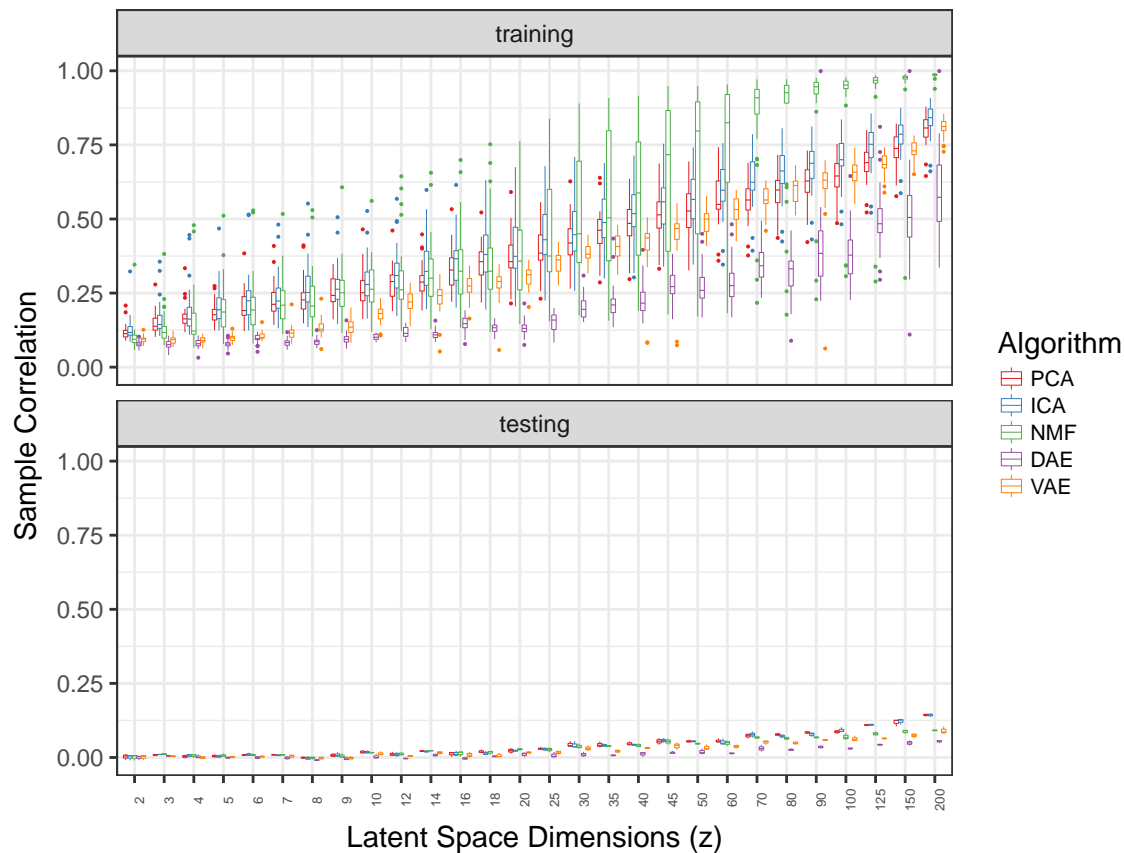 training
1.00
0.75
0.50
0.25
0.00
testing
1.00
0.75
0.50
0.25
0.00
Sample Correlation
2 3 4 5 6 7 8 9 10 12 14 16 18 20 25 30 35 40 45 50 60 70 80 90 100 125 150 200
Latent Space Dimensions (z)
Algorithm
PCA
ICA
NMF
DAE
VAE